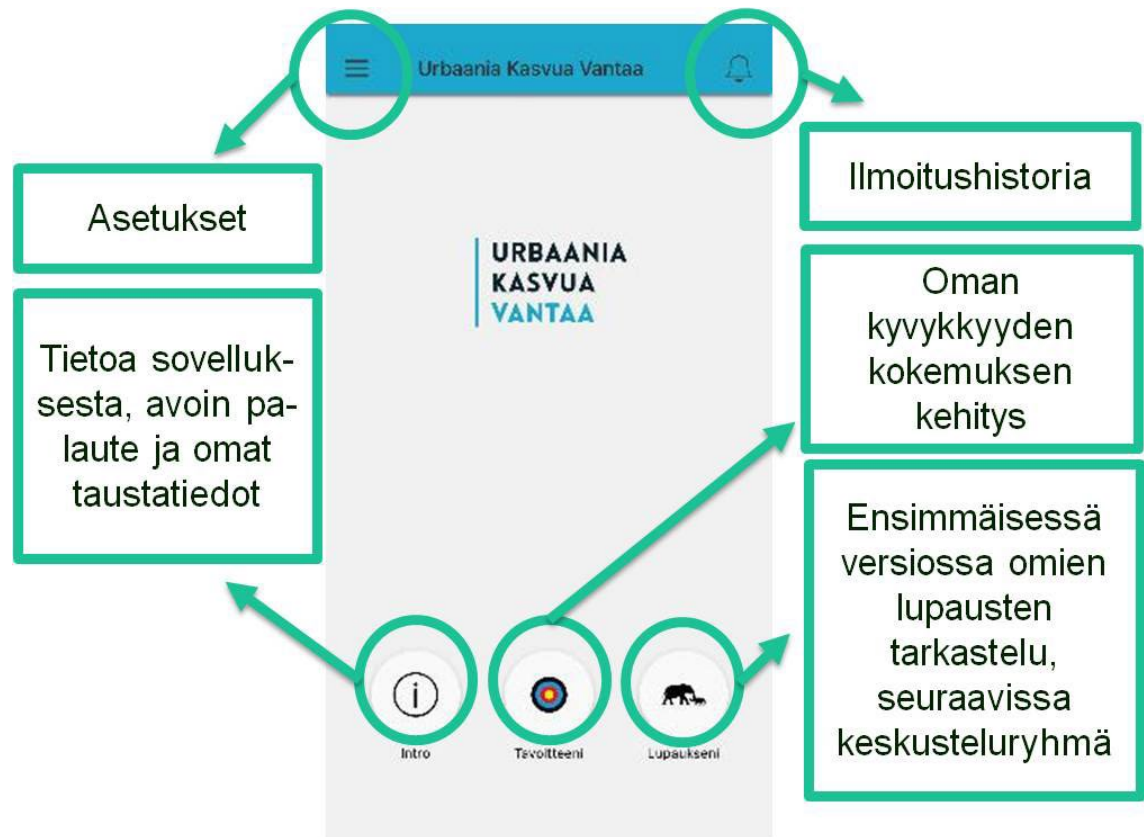 Urbaania Kasvua Vantaa
Asetukset
Ilmoitushistoria
URBAANIA
KASVUA
VANTAA
Tietoa sovelluk-
sesta, avoin pa-
laute ja omat
taustatiedot
Oman
kyvykkyyden
kokemuksen
kehitys
Ensimmäisessä
versiossa omien
lupausten
tarkastelu,
seuraavissa
keskusteluryhmä
i
Intro
Tavoitteeni
Lupaukseni